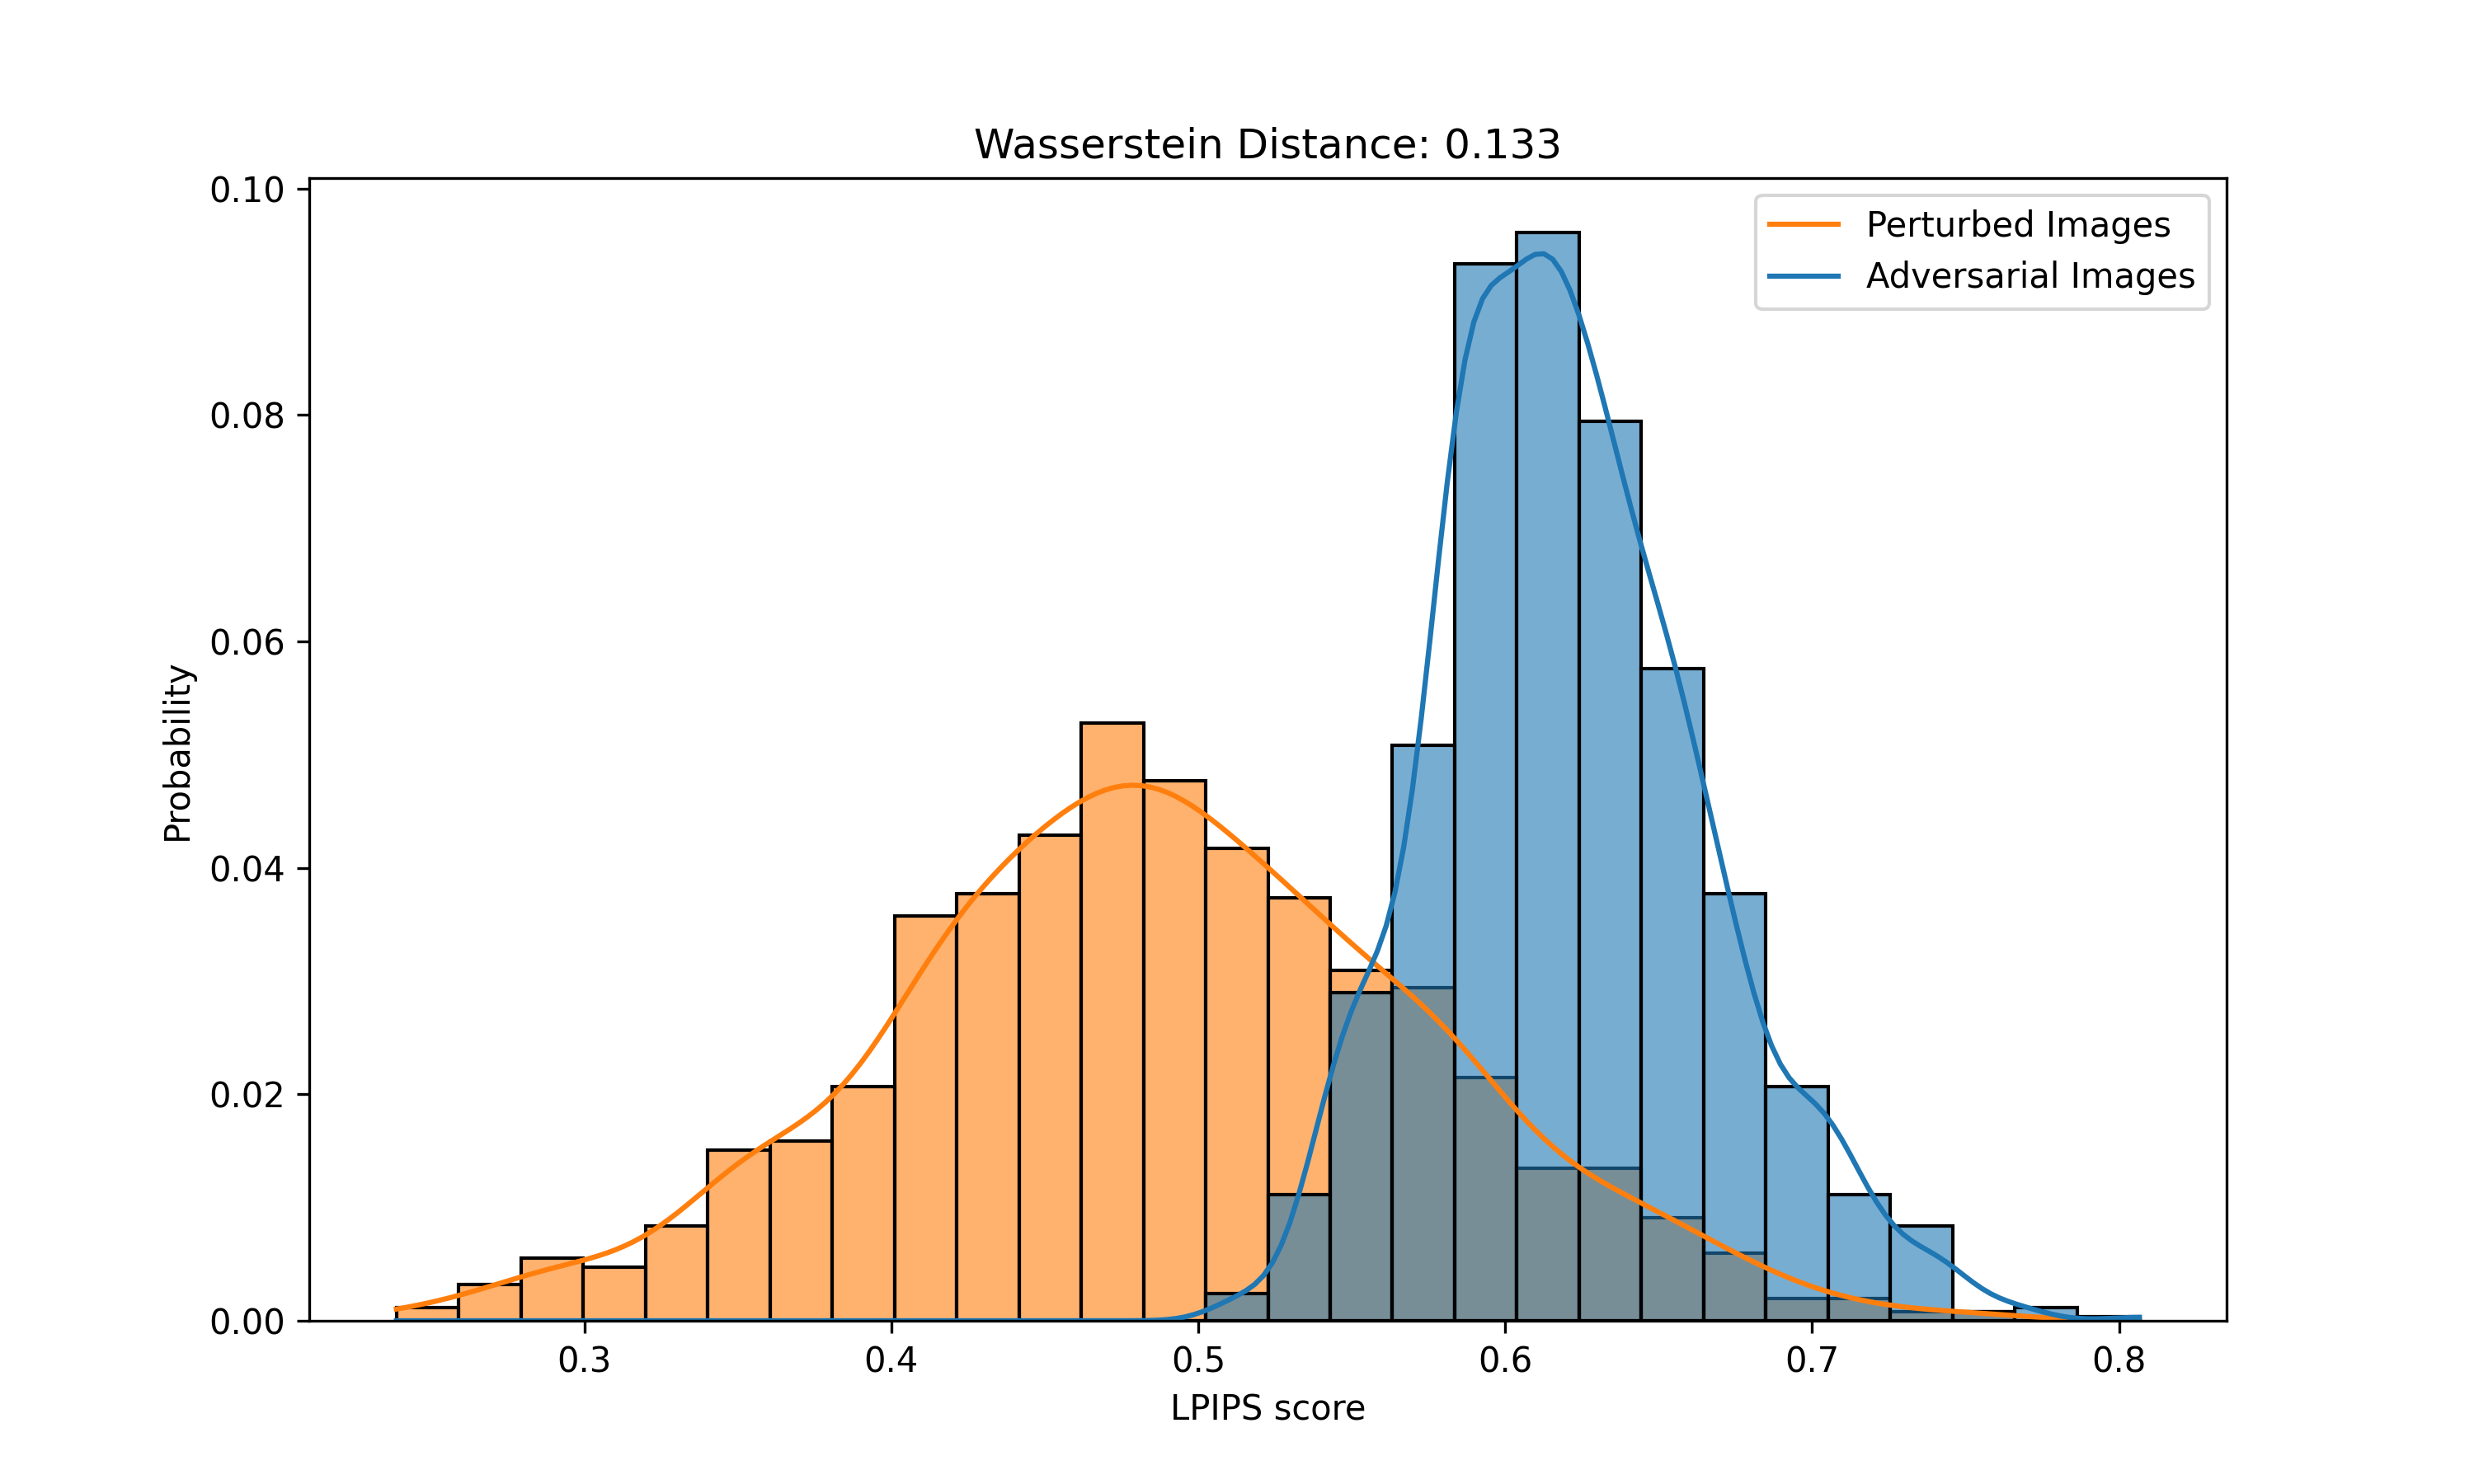 Wasserstein Distance: 0.133
Perturbed Images
Adversarial Images
Probability
0.10
0.08
0.06
0.04
0.02
0.00
0.3 0.4 0.5 0.6 0.7 0.8
LPIPS score